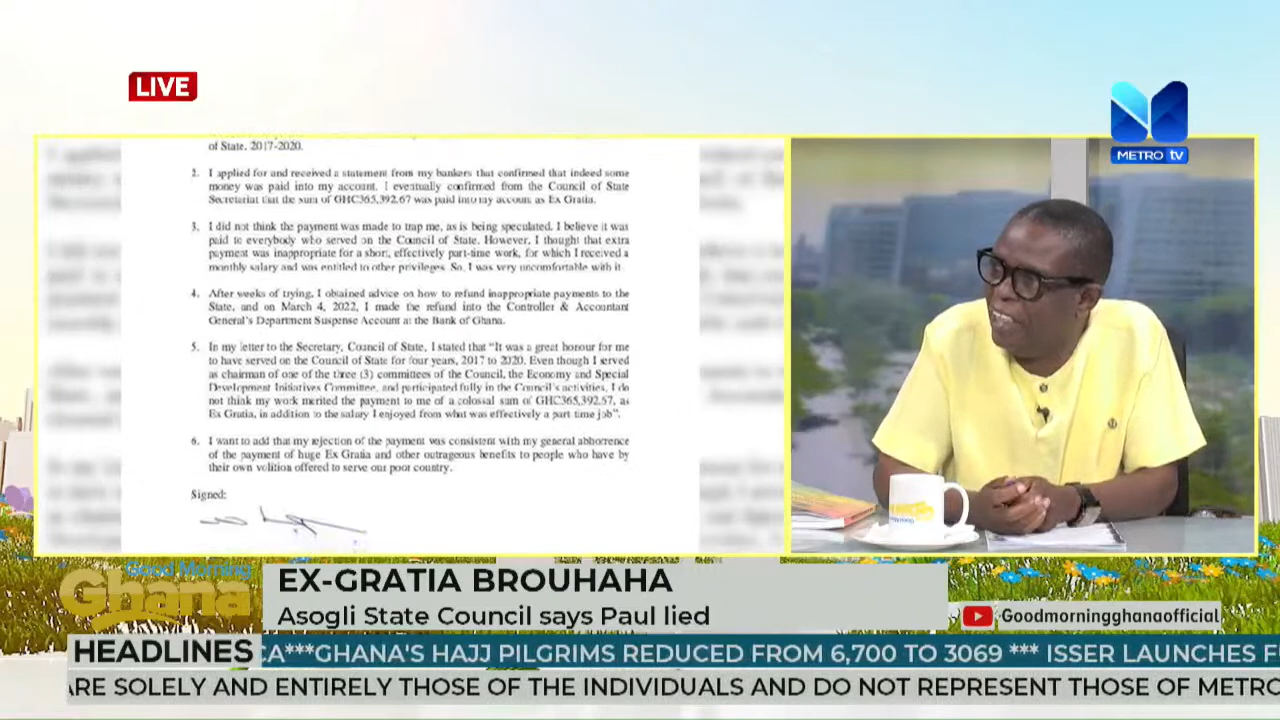 LIVE
METRO TV
of State, 2017-2020.
2. I applied for and received a statement from my bankers that confirmed that indeed some
money was paid into my account. I eventually confirmed from the Council of State
Secretariat that the sum of GHC365,392.67 was paid into my account as Ex Gratia.
3. I did not think the payment was made to trap me, as is being speculated. I believe it was
paid to everybody who served on the Council of State. However, I thought that extra
payment was inappropriate for a short, effectively part-time work, for which I received a
monthly salary and was entitled to other privileges. So, I was very uncomfortable with it.
4. After weeks of trying, I obtained advice on how to refund inappropriate payments to the
State, and on March 4, 2022, I made the refund into the Controller & Accountant
General's Department Suspense Account at the Bank of Ghana.
5. In my letter to the Secretary, Council of State, I stated that "It was a great honour for me
to have served on the Council of State for four years, 2017 to 2020. Even though I served
as chairman of one of the three (3) committees of the Council, the Economy and Special
Development Initiatives Committee, and participated fully in the Council's activities, I do
not think my work merited the payment to me of a colossal sum of GHC365,392.67, as
Ex Gratia, in addition to the salary I enjoyed from what was effectively a part time job".
6. I want to add that my rejection of the payment was consistent with my general abhorrence
of the payment of huge Ex Gratia and other outrageous benefits to people who have by
their own volition offered to serve our poor country.
Signed:
Good Morning
Ghana
EX-GRATIA BROUHAHA
Asogli State Council says Paul lied
Goodmorningghanaofficial
HEADLINES
CA***GHANA'S HAJJ PILGRIMS REDUCED FROM 6,700 TO 3069 *** ISSER LAUNCHES F
ARE SOLELY AND ENTIRELY THOSE OF THE INDIVIDUALS AND DO NOT REPRESENT THOSE OF METRO